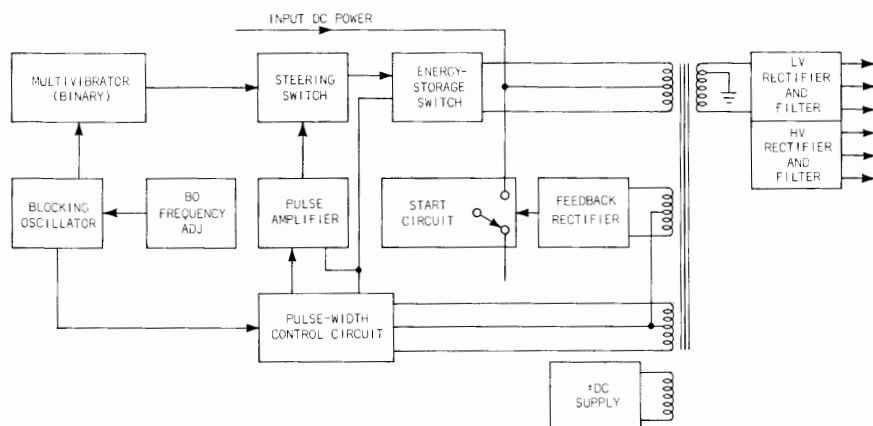 INPUT DC POWER
MULTIVIBRATOR
(BINARY)
STEERING
SWITCH
ENERGY-
STORAGE
SWITCH
LV
RECTIFIER
AND
FILTER
HV
RECTIFIER
AND
FILTER
BLOCKING
OSCILLATOR
BO
FREQUENCY
ADJ
PULSE
AMPLIFIER
START
CIRCUIT
FEEDBACK
RECTIFIER
PULSE-WIDTH
CONTROL CIRCUIT
±DC
SUPPLY